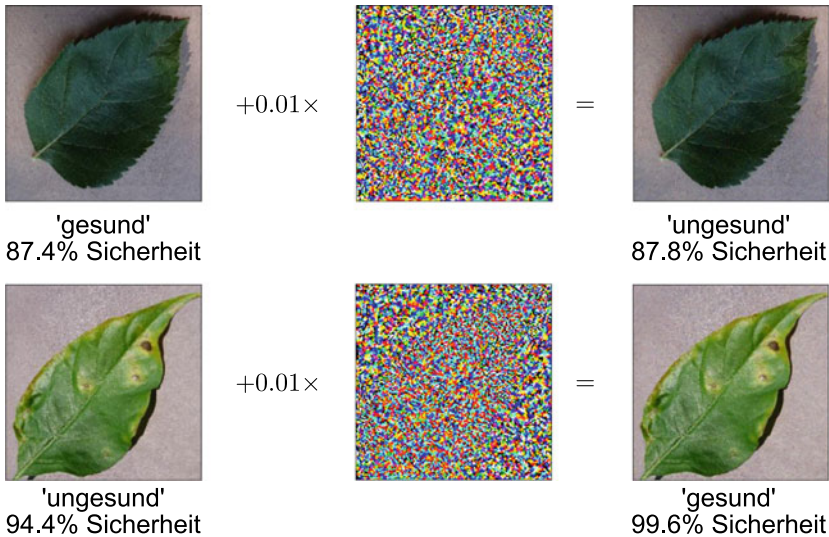 +0.01× =
'gesund'
87.4% Sicherheit
'ungesund'
87.8% Sicherheit
+0.01× =
'ungesund'
94.4% Sicherheit
'gesund'
99.6% Sicherheit